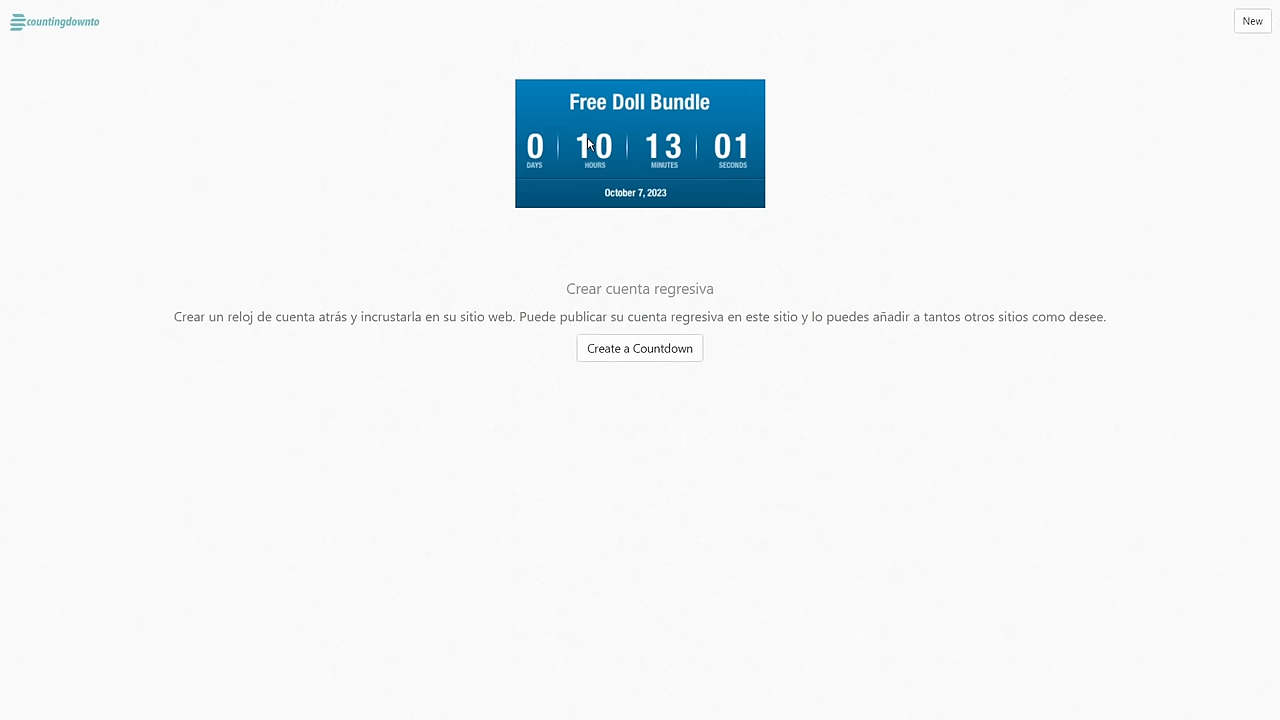 countingdownto
New
Free Doll Bundle
0 10 13 01
DAYS HOURS MINUTES SECONDS
October 7, 2023
Crear cuenta regresiva
Crear un reloj de cuenta atrás y incrustarla en su sitio web. Puede publicar su cuenta regresiva en este sitio y lo puedes añadir a tantos otros sitios como desee.
Create a Countdown